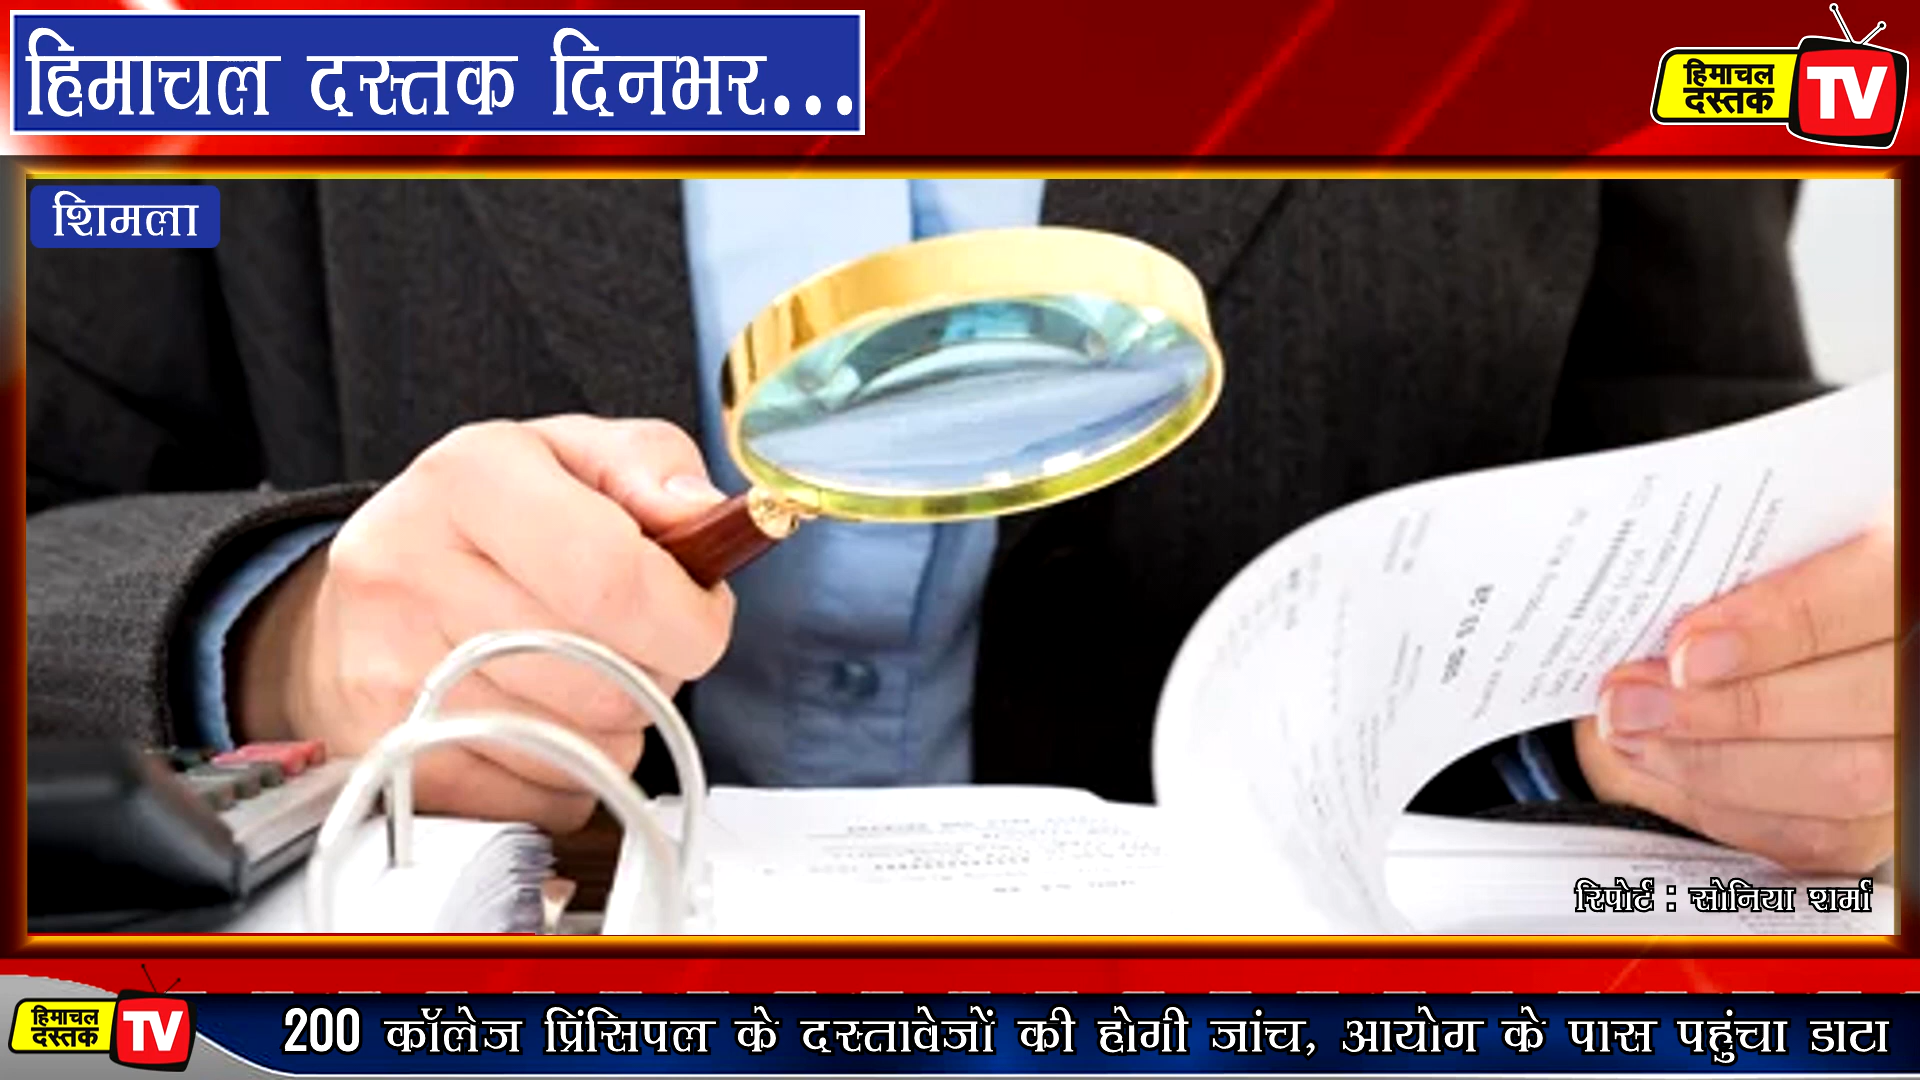 हिमाचल दस्तक दिनभर...
हिमाचल
दस्तक
TV
शिमला
रिपोर्ट : सोनिया शर्मा
हिमाचल
दस्तक
TV
200 कॉलेज प्रिंसिपल के दस्तावेजों की होगी जांच, आयोग के पास पहुंचा डाटा